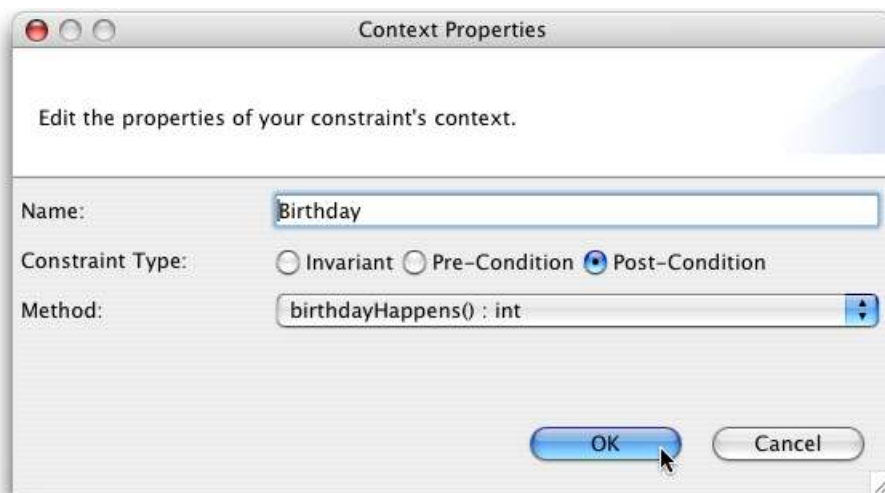 Context Properties
Edit the properties of your constraint's context.
Name: Birthday
Constraint Type: Invariant Pre-Condition Post-Condition
Method: birthdayHappens() : int
OK Cancel